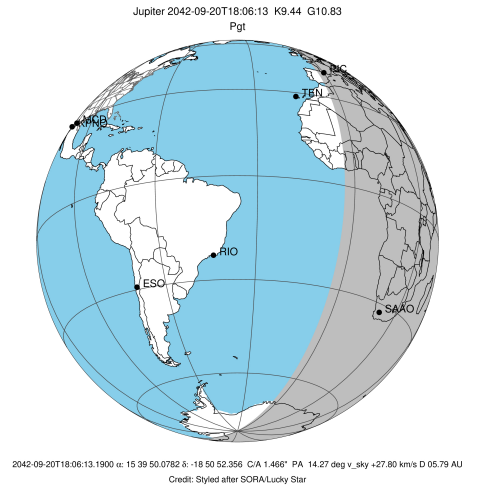 Jupiter 2042-09-20T18:06:13 K9.44 G10.83
Pgt
PIC
TEN
MCD
KPNO
RIO
ESO
SAAO
2042-09-20T18:06:13.1900 α: 15 39 50.0782 δ: -18 50 52.356 C/A 1.466" PA 14.27 deg v_sky +27.80 km/s D 05.79 AU
Credit: Styled after SORA/Lucky Star